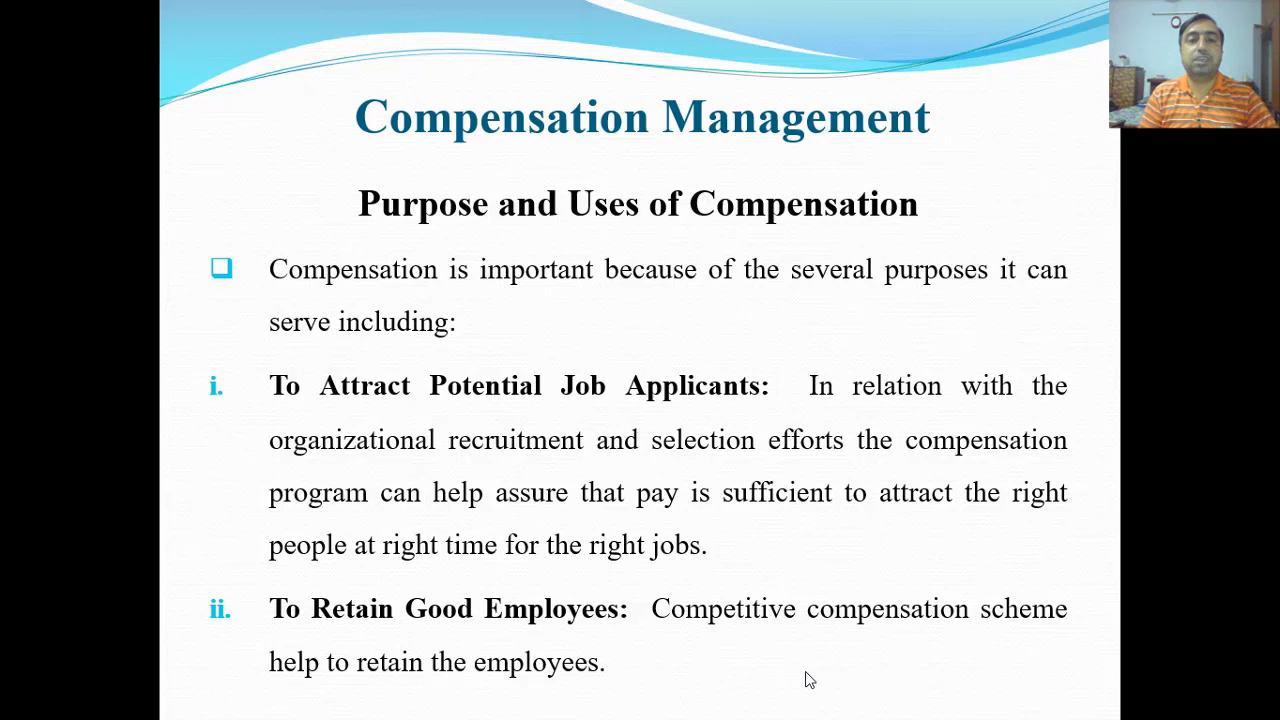 Compensation Management
Purpose and Uses of Compensation
Compensation is important because of the several purposes it can
serve including:
i. To Attract Potential Job Applicants: In relation with the
organizational recruitment and selection efforts the compensation
program can help assure that pay is sufficient to attract the right
people at right time for the right jobs.
ii. To Retain Good Employees: Competitive compensation scheme
help to retain the employees.